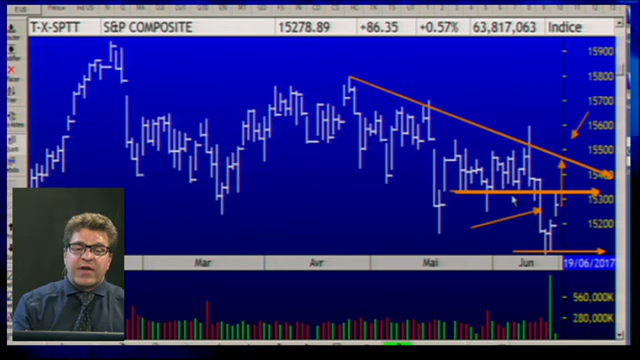 T-X-SPTT S&P COMPOSITE 15278.89 +86.35 +0.57% 63,817,063 Indice
15900
15800
15700
15600
15500
15400
15300
15200
Mar Avr Mai Jun 19/06/2017
560,000K
280,000K